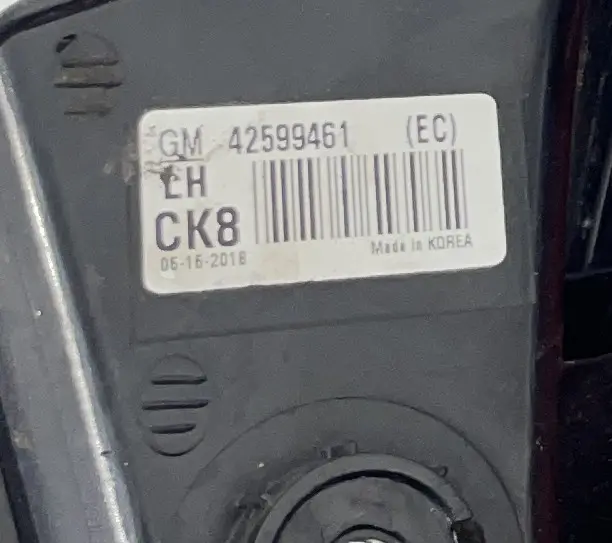 GM 42599461 (EC)
LH
CK8
06-16-2018
Made in KOREA